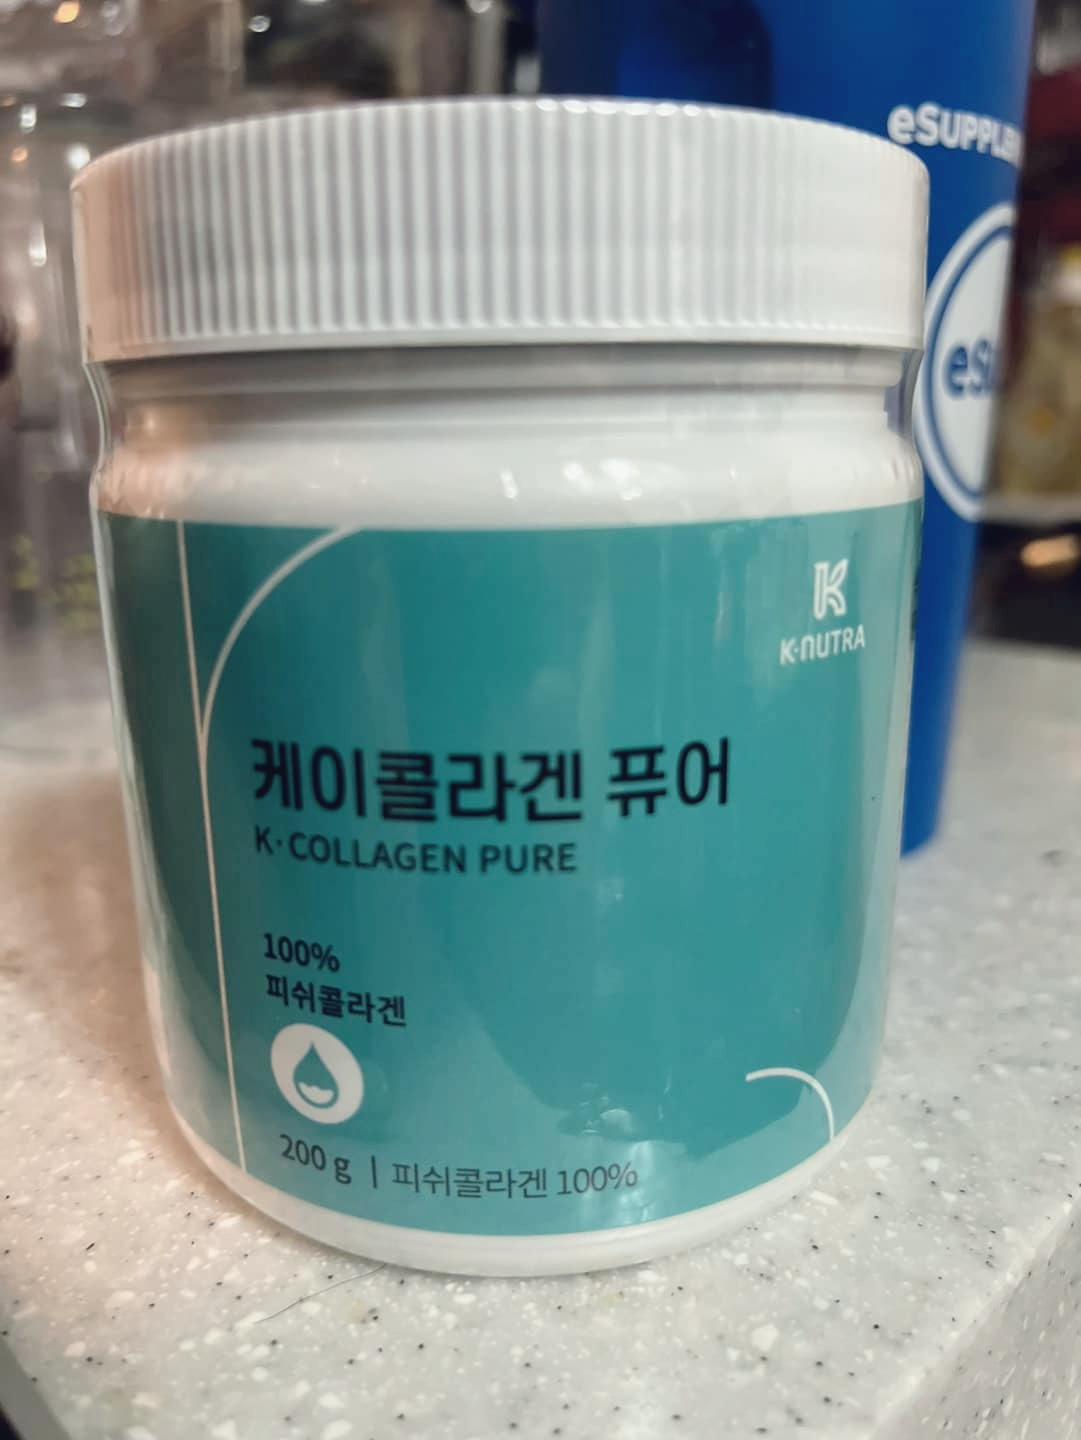 K·NUTRA
케이콜라겐 퓨어
K·COLLAGEN PURE
100%
피쉬콜라겐
200 g | 피쉬콜라겐 100%